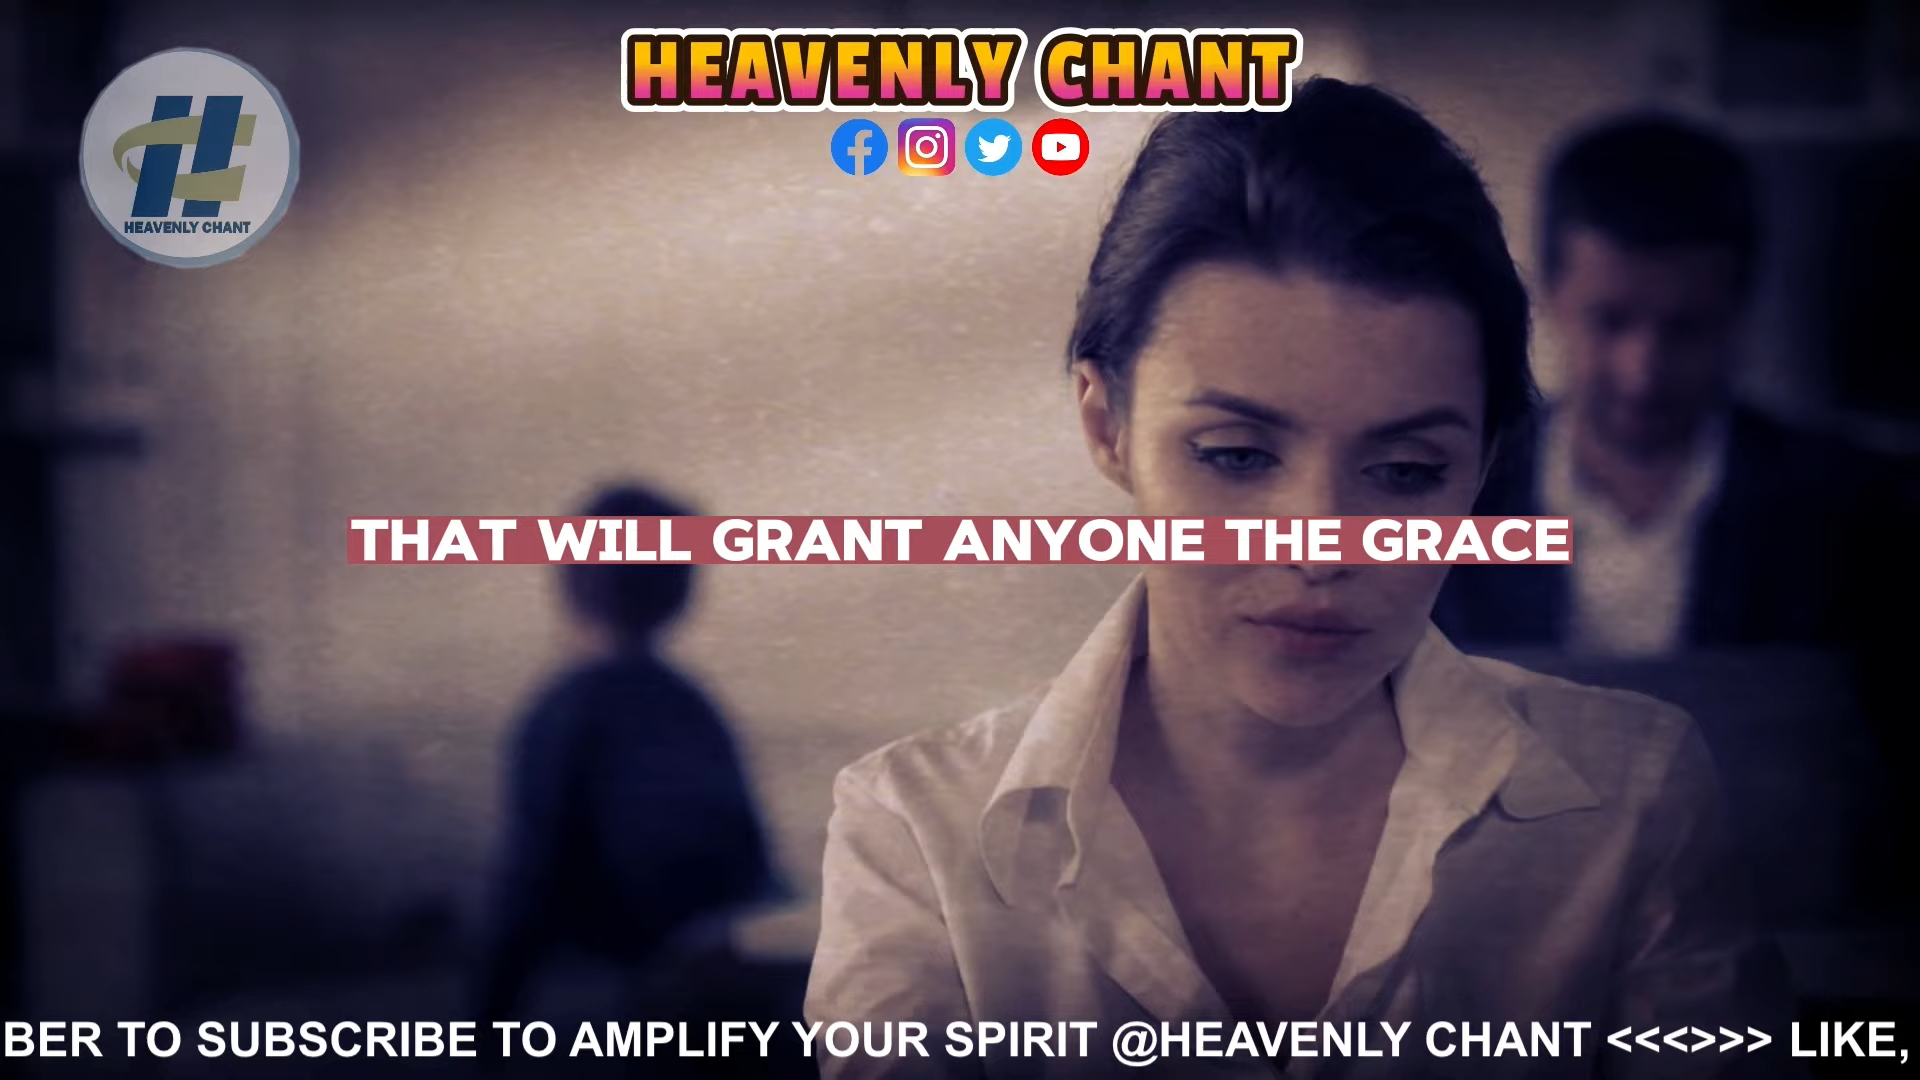 HEAVENLY CHANT
HEAVENLY CHANT
THAT WILL GRANT ANYONE THE GRACE
BER TO SUBSCRIBE TO AMPLIFY YOUR SPIRIT @HEAVENLY CHANT <<<>>> LIKE,